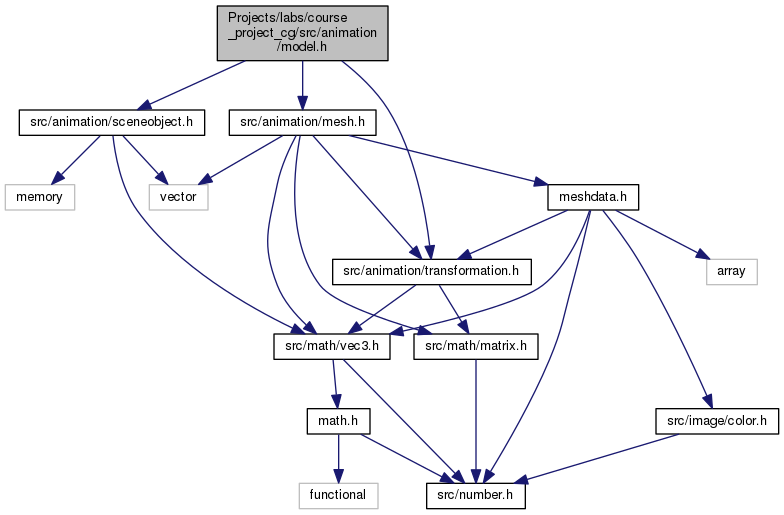 Projects/labs/course
_project_cg/src/animation
/model.h
src/animation/sceneobject.h
src/animation/mesh.h
memory
vector
meshdata.h
src/animation/transformation.h
array
src/math/vec3.h
src/math/matrix.h
math.h
src/image/color.h
functional
src/number.h